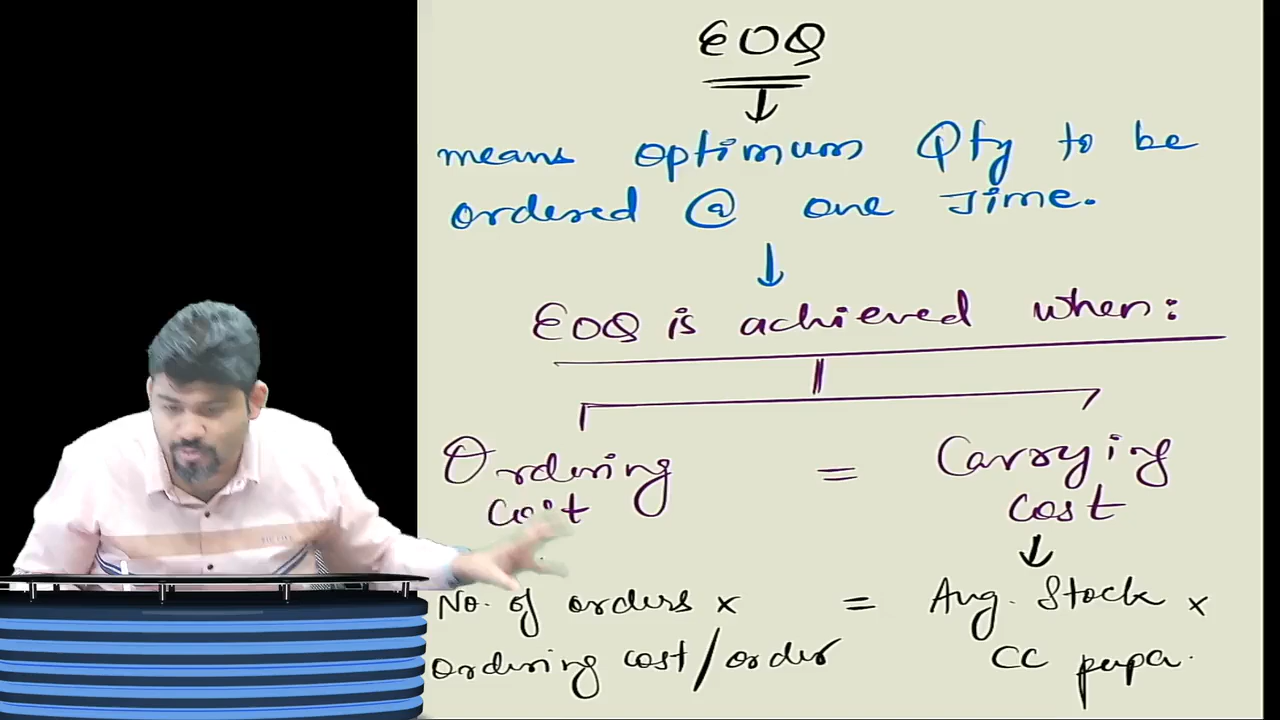 EOQ
means optimum Qty to be
ordered @ one Time.
EOQ is achieved when:
Ordering = Carrying
cost cost
No. of orders x = Avg. Stock x
ordering cost/order CC pupa.